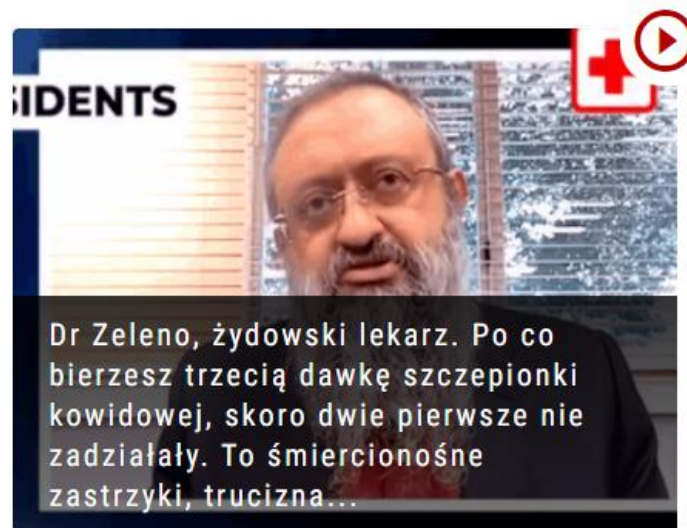 SIDENTS
Dr Zeleno, żydowski lekarz. Po co
bierzesz trzecią dawkę szczepionki
kowidowej, skoro dwie pierwsze nie
zadziałały. To śmiercionośne
zastrzyki, trucizna...